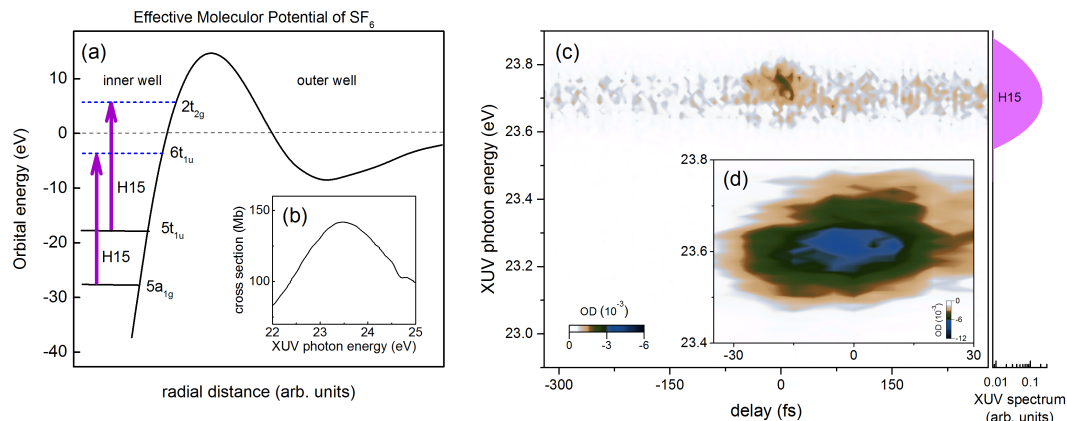 Effective Moleculor Potential of SF6
(a)
inner well
outer well
10
0
-10
-20
-30
-40
Orbital energy (eV)
2t2g
6t1u
H15
5t1u
H15
5a1g
radial distance (arb. units)
(b)
150
100
cross section (Mb)
22 23 24 25
XUV photon energy (eV)
(c)
23.8
23.6
23.4
23.2
23.0
XUV photon energy (eV)
OD (10-3)
0 -3 -6
-300 -150 0 150
delay (fs)
(d)
23.8
23.6
23.4
-30 0 30
OD (10-3)
0
-6
-12
H15
0.01 0.1
XUV spectrum
(arb. units)